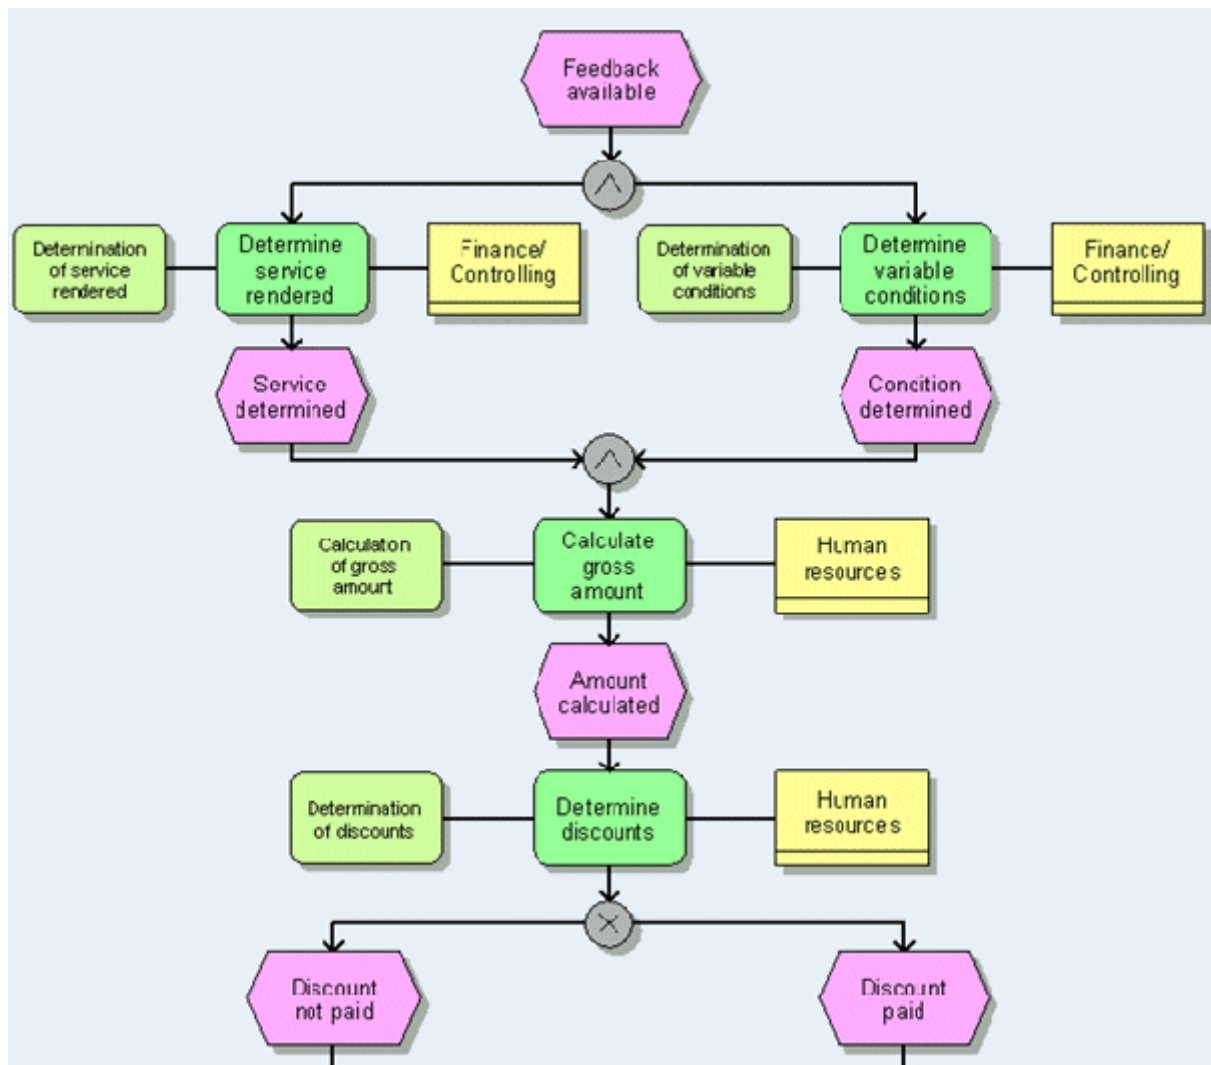 Feedback
available
Determination
of service
rendered
Determine
service
rendered
Finance/
Controlling
Determination
of variable
conditions
Determine
variable
conditions
Finance/
Controlling
Service
determined
Condition
determined
Calculation
of gross
amount
Calculate
gross
amount
Human
resources
Amount
calculated
Determination
of discounts
Determine
discounts
Human
resources
Discount
not paid
Discount
paid